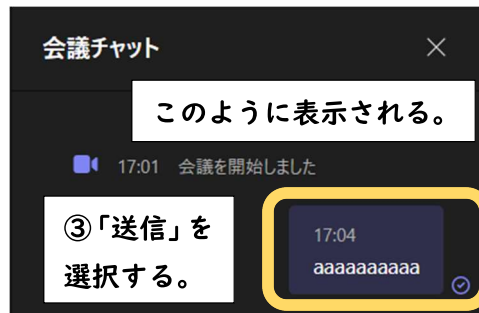 会議チャット
このように表示される。
17:01 会議を開始しました
③「送信」を
選択する。
17:04
aaaaaaaaaa